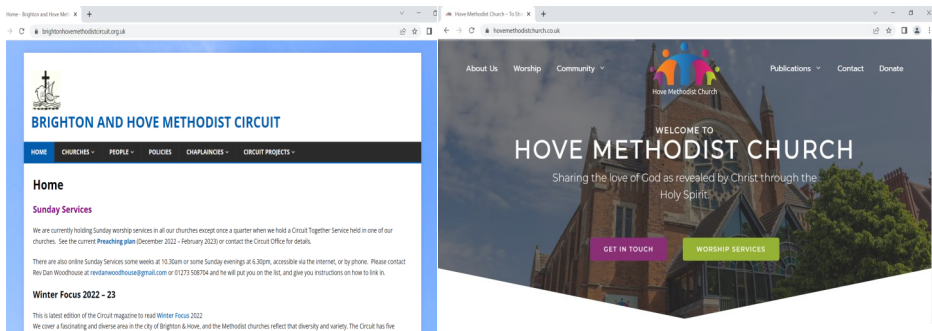 Home - Brighton and Hove Met
brightonhovemethodistcircuit.org.uk
BRIGHTON AND HOVE METHODIST CIRCUIT
HOME CHURCHES PEOPLE POLICIES CHAPLAINCIES CIRCUIT PROJECTS
Home
Sunday Services
We are currently holding Sunday worship services in all our churches except once a quarter when we hold a Circuit Together Service held in one of our
churches. See the current Preaching plan (December 2022 – February 2023) or contact the Circuit Office for details.
There are also online Sunday Services some weeks at 10.30am or some Sunday evenings at 6.30pm, accessible via the internet, or by phone. Please contact
Rev Dan Woodhouse at revdanwoodhouse@gmail.com or 01273 508704 and he will put you on the list, and give you instructions on how to link in.
Winter Focus 2022 – 23
This is latest edition of the Circuit magazine to read Winter Focus 2022
We cover a fascinating and diverse area in the city of Brighton & Hove, and the Methodist churches reflect that diversity and variety. The Circuit has five
Hove Methodist Church – To Sh
hovemethodistchurch.co.uk
About Us Worship Community Publications Contact Donate
Hove Methodist Church
WELCOME TO
HOVE METHODIST CHURCH
Sharing the love of God as revealed by Christ through the
Holy Spirit.
GET IN TOUCH WORSHIP SERVICES